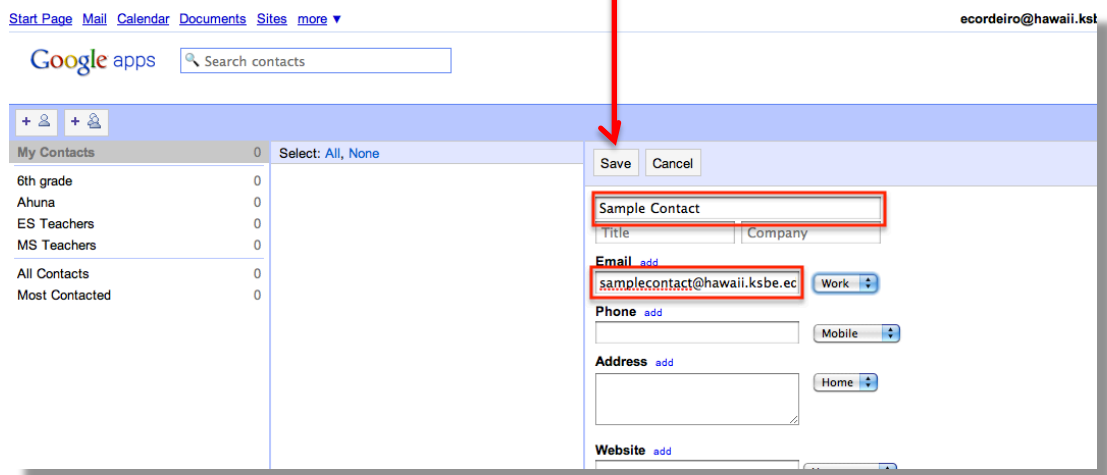 Start Page Mail Calendar Documents Sites more ▼ ecordeiro@hawaii.ksb
Google apps Search contacts
My Contacts 0
6th grade 0
Ahuna 0
ES Teachers 0
MS Teachers 0
All Contacts 0
Most Contacted 0
Select: All, None
Save Cancel
Sample Contact
Title Company
Email add
samplecontact@hawaii.ksbe.ec Work
Phone add
Mobile
Address add
Home
Website add